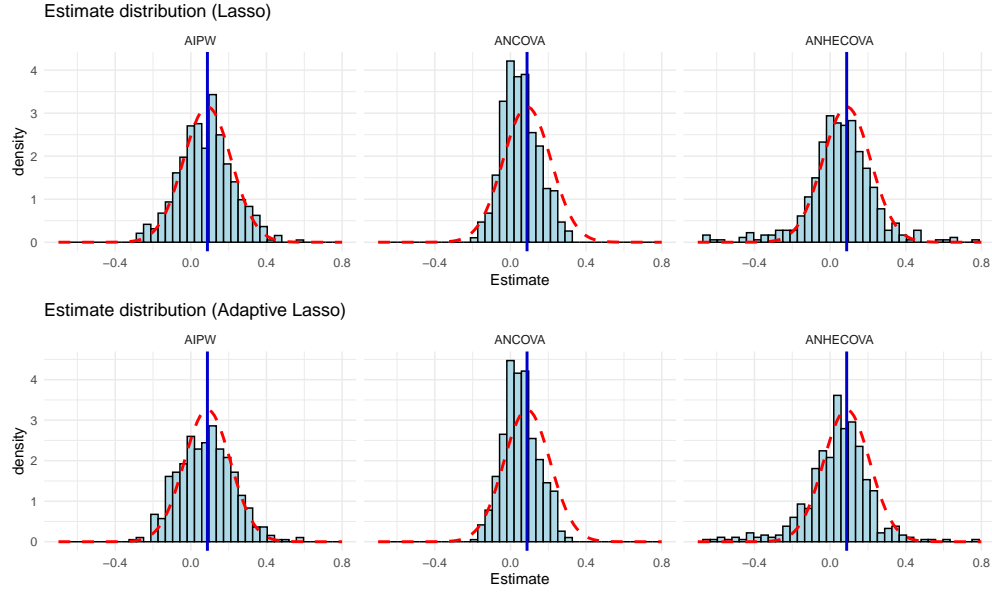 Estimate distribution (Lasso)
AIPW ANCOVA ANHECOVA
density
4
3
2
1
0
−0.4 0.0 0.4 0.8 −0.4 0.0 0.4 0.8 −0.4 0.0 0.4 0.8
Estimate
Estimate distribution (Adaptive Lasso)
AIPW ANCOVA ANHECOVA
density
4
3
2
1
0
−0.4 0.0 0.4 0.8 −0.4 0.0 0.4 0.8 −0.4 0.0 0.4 0.8
Estimate